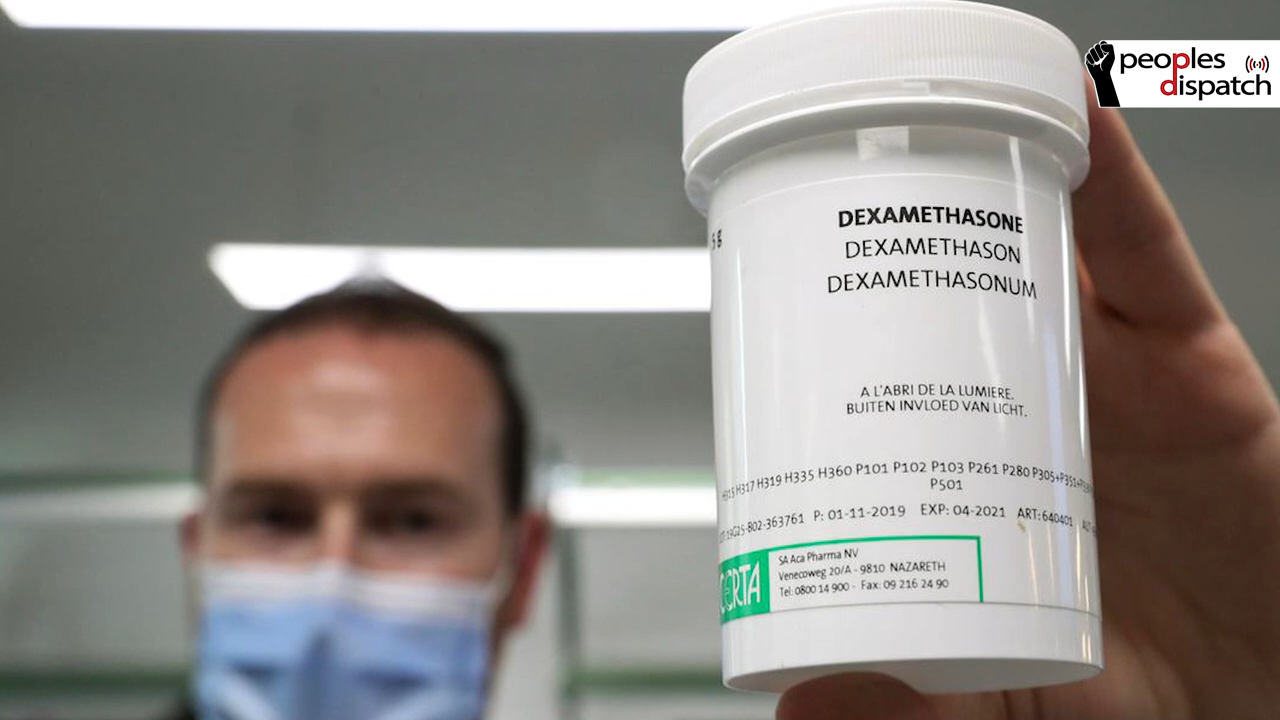 peoples
dispatch
5g
DEXAMETHASONE
DEXAMETHASON
DEXAMETHASONUM
A L'ABRI DE LA LUMIERE.
BUITEN INVLOED VAN LICHT.
H317 H319 H335 H360 P101 P102 P103 P261 P280
P501
P: 01-11-2019 EXP: 04-2021 ART:640401
CERTA
SA Aca Pharma NV
Venecoweg 20/A - 9810 NAZARETH
Tel: 0800 14 900 - Fax: 09 216 24 90